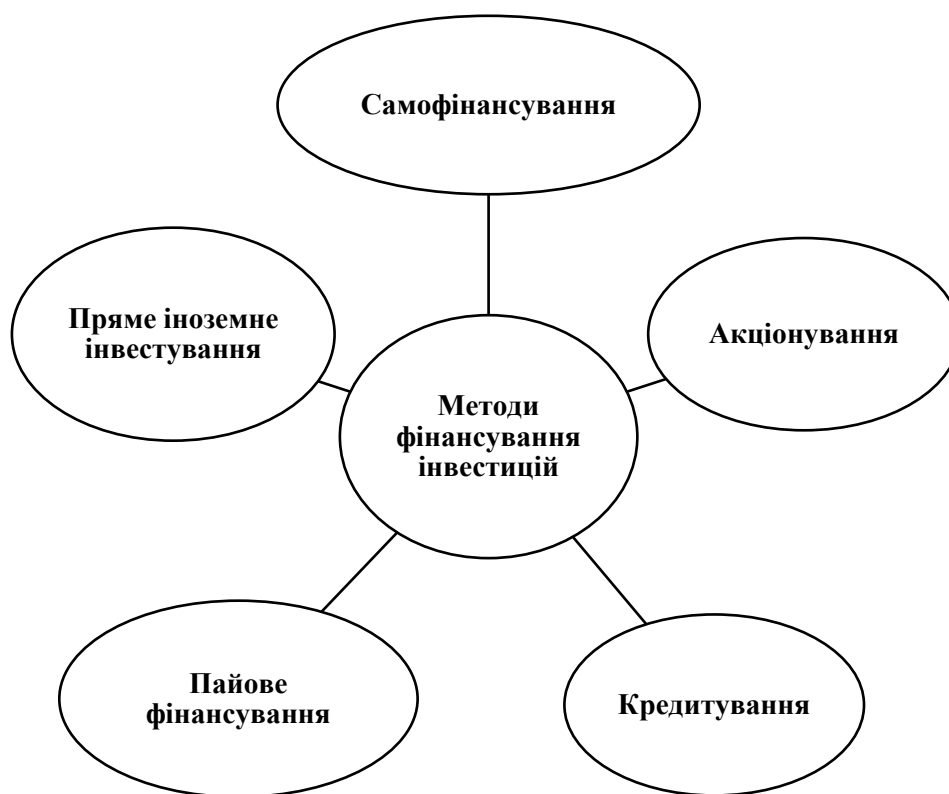 Самофінансування
Пряме іноземне
інвестування
Акціонування
Методи
фінансування
інвестицій
Пайове
фінансування
Кредитування